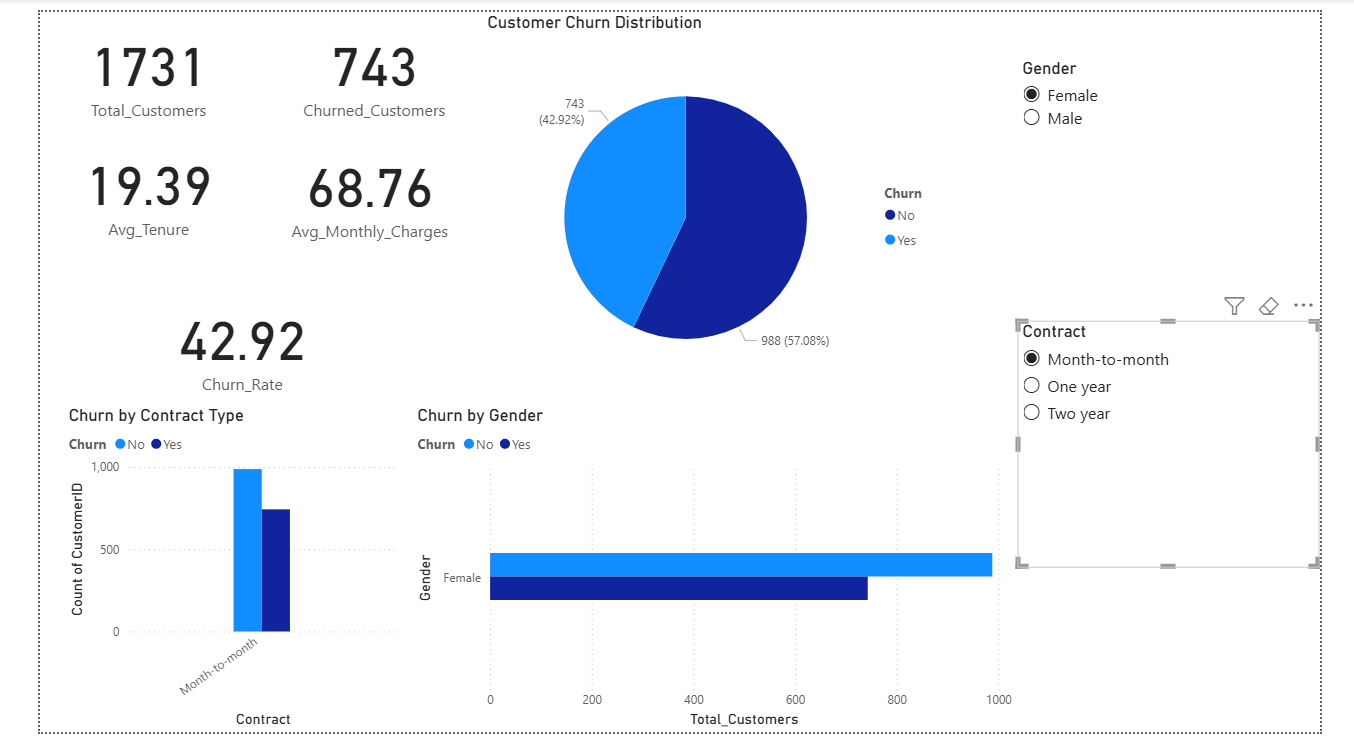 Customer Churn Distribution
1731
Total_Customers
743
Churned_Customers
19.39
Avg_Tenure
68.76
Avg_Monthly_Charges
42.92
Churn_Rate
743
(42.92%)
988 (57.08%)
Churn
No
Yes
Gender
Female
Male
Contract
Month-to-month
One year
Two year
Churn by Contract Type
Churn No Yes
Count of CustomerID
1,000
500
0
Month-to-month
Contract
Churn by Gender
Churn No Yes
Gender
Female
0 200 400 600 800 1000
Total_Customers